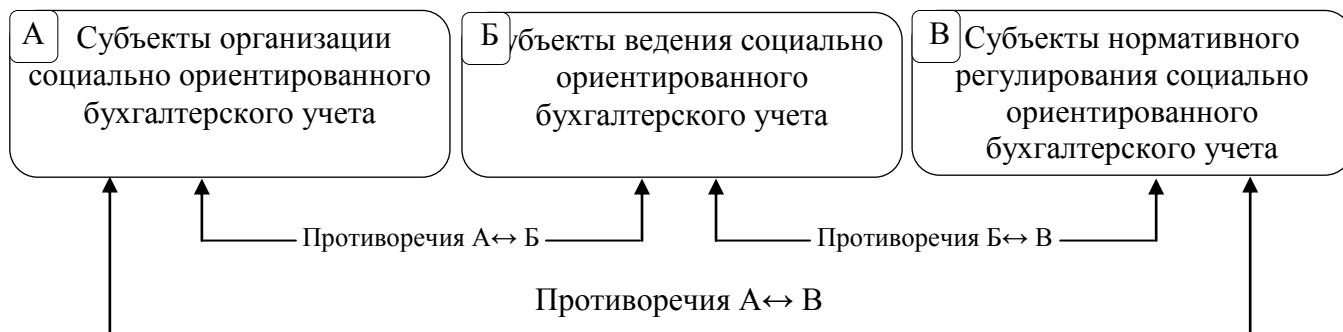 А
Субъекты организации
социально ориентированного
бухгалтерского учета
Б
убъекты ведения социально
ориентированного
бухгалтерского учета
В
Субъекты нормативного
регулирования социально
ориентированного
бухгалтерского учета
Противоречия А↔ Б
Противоречия Б↔ В
Противоречия А↔ В